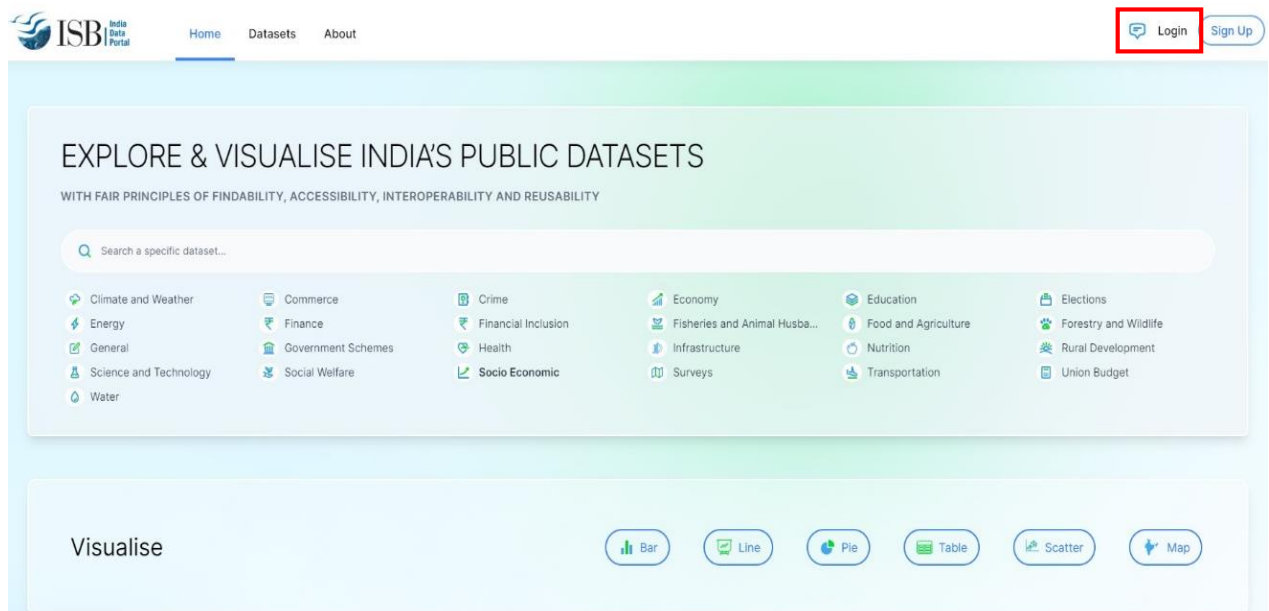 ISB India Data Portal
Home Datasets About Login Sign Up
EXPLORE & VISUALISE INDIA'S PUBLIC DATASETS
WITH FAIR PRINCIPLES OF FINDABILITY, ACCESSIBILITY, INTEROPERABILITY AND REUSABILITY
Search a specific dataset...
Climate and Weather Commerce Crime Economy Education Elections
Energy Finance Financial Inclusion Fisheries and Animal Husba... Food and Agriculture Forestry and Wildlife
General Government Schemes Health Infrastructure Nutrition Rural Development
Science and Technology Social Welfare Socio Economic Surveys Transportation Union Budget
Water
Visualise Bar Line Pie Table Scatter Map